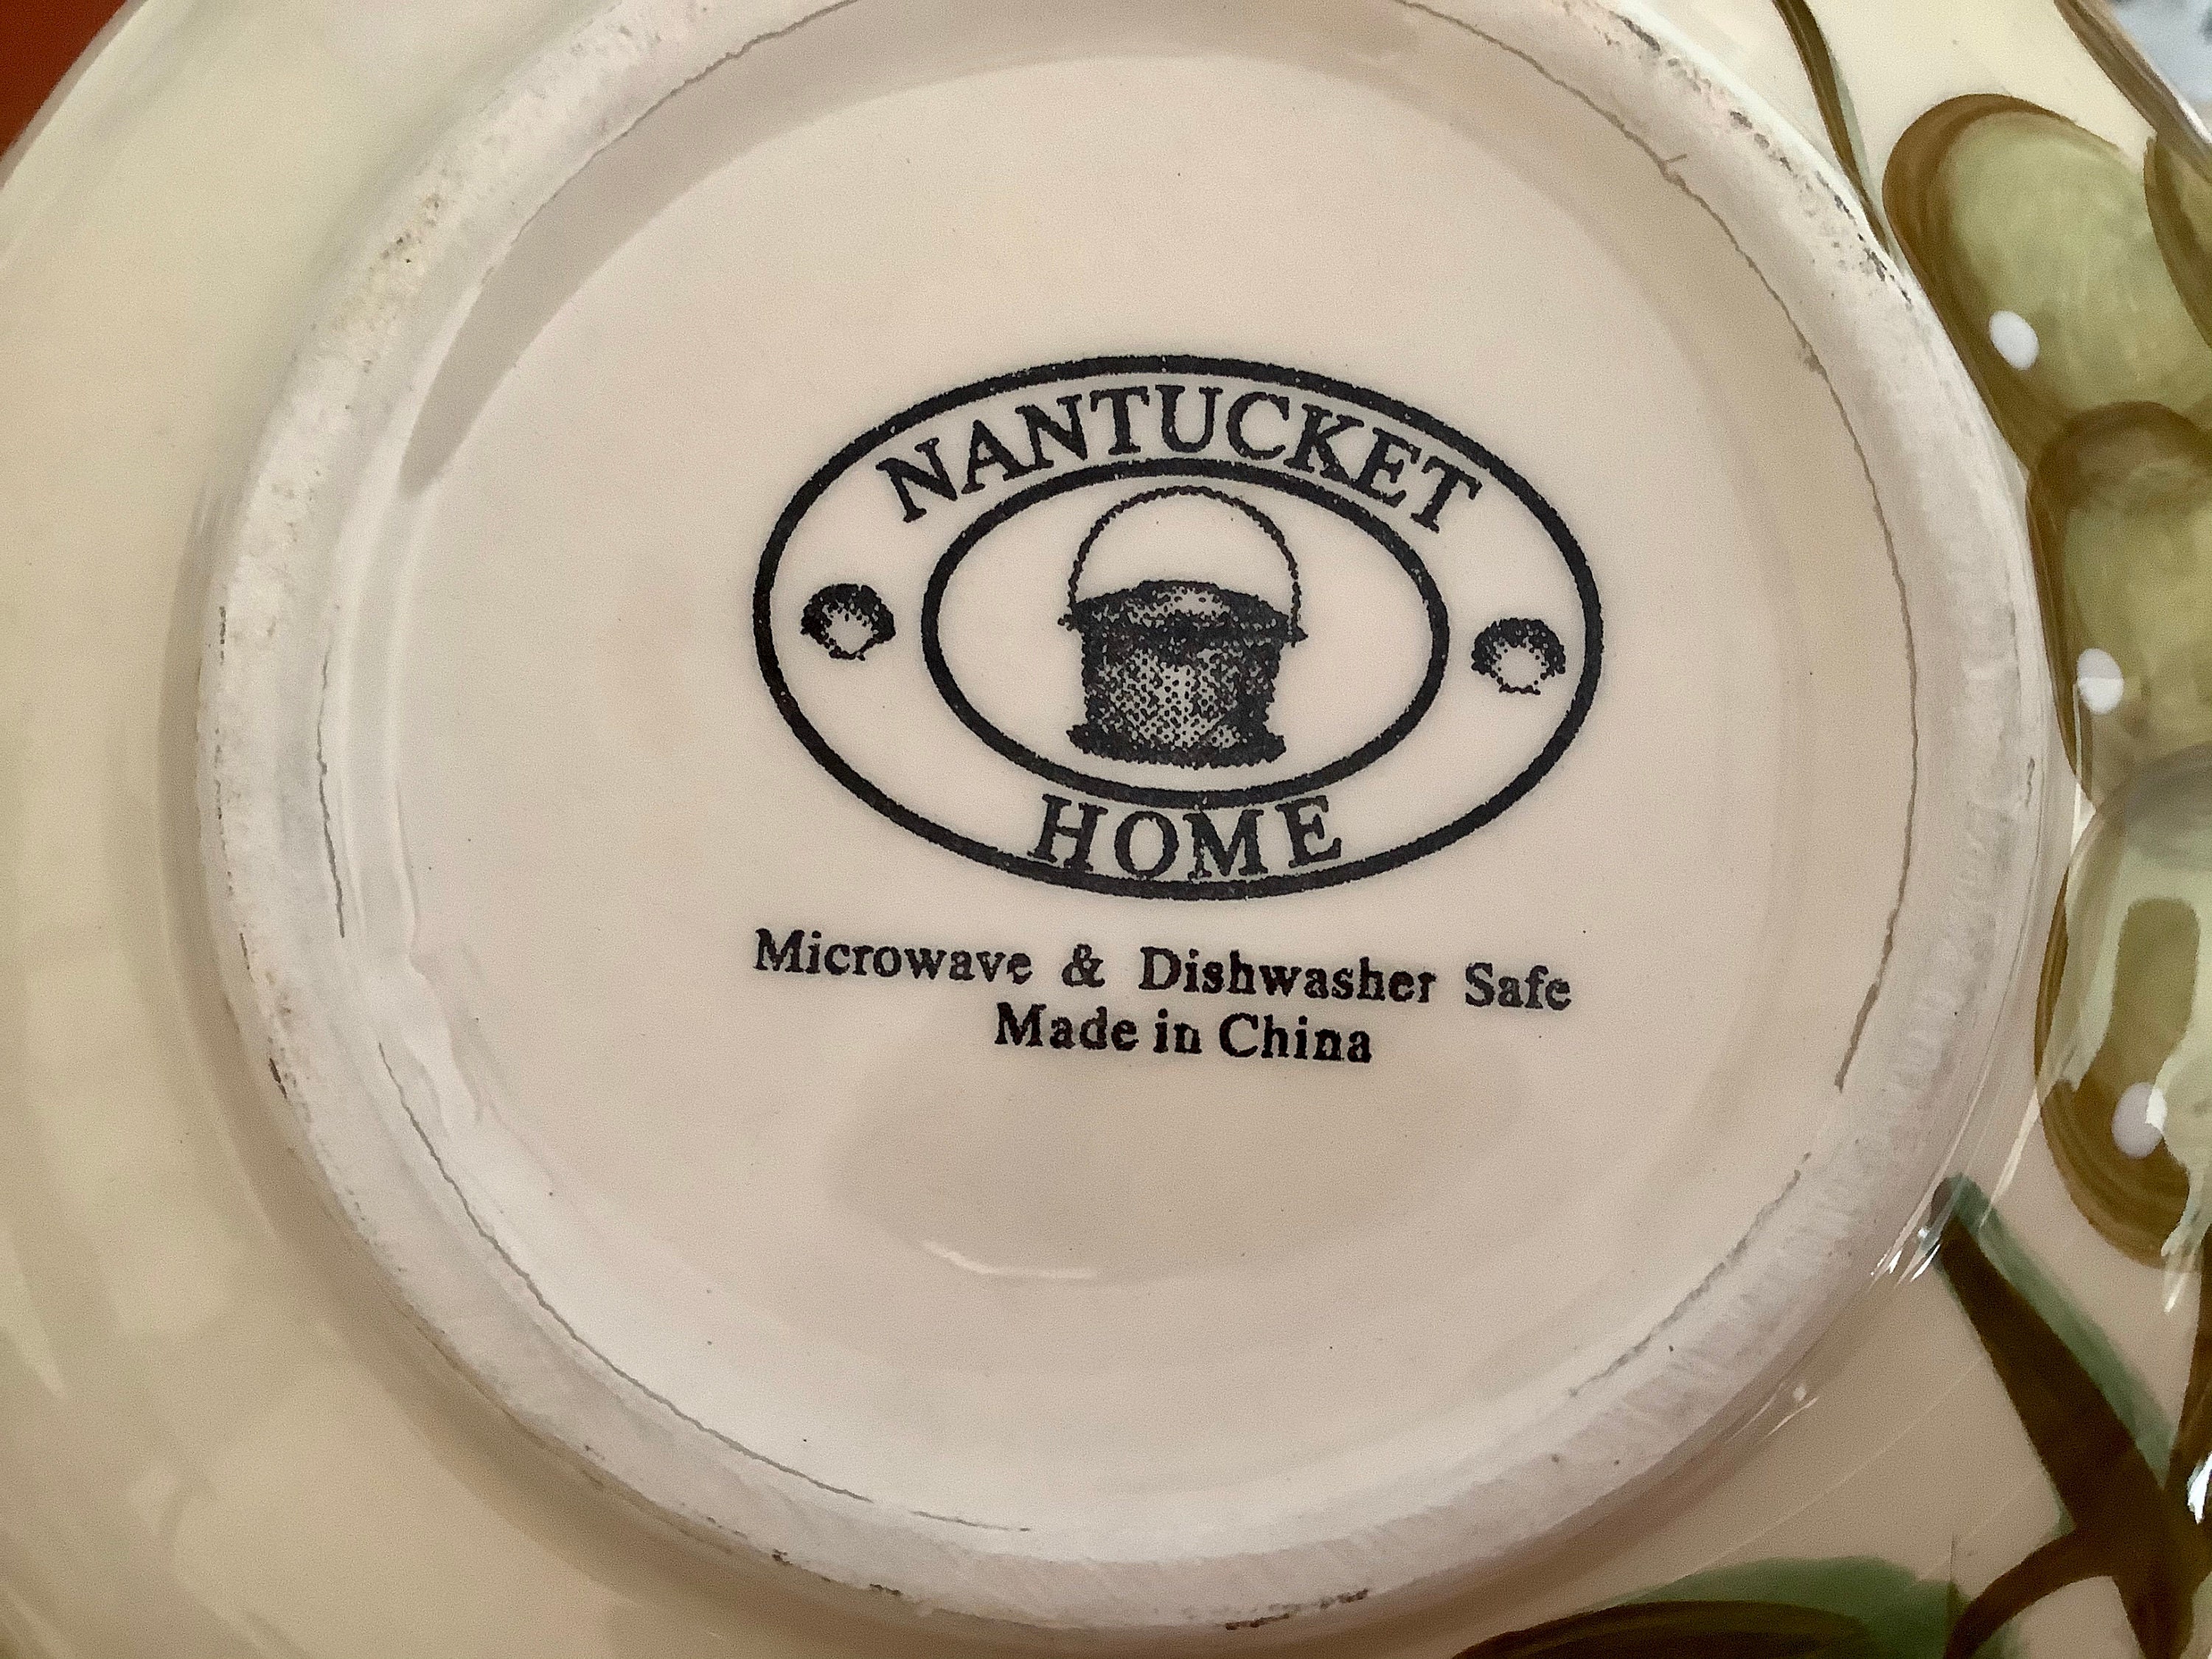 NANTUCKET
HOME
Microwave & Dishwasher Safe
Made in China